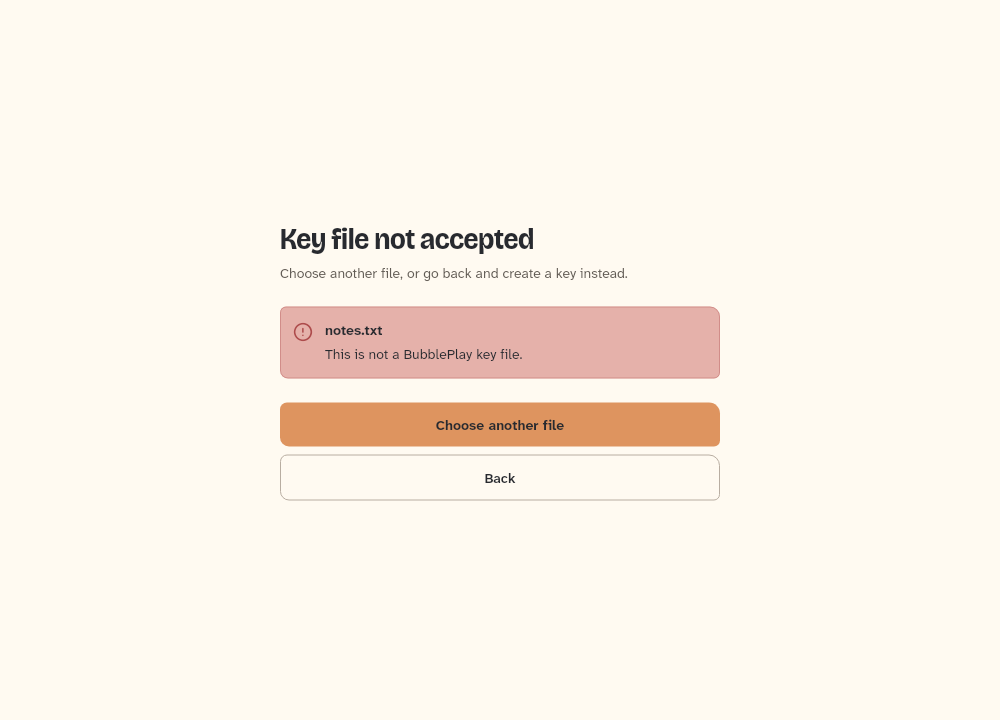 Key file not accepted
Choose another file, or go back and create a key instead.
notes.txt
This is not a BubblePlay key file.
Choose another file
Back